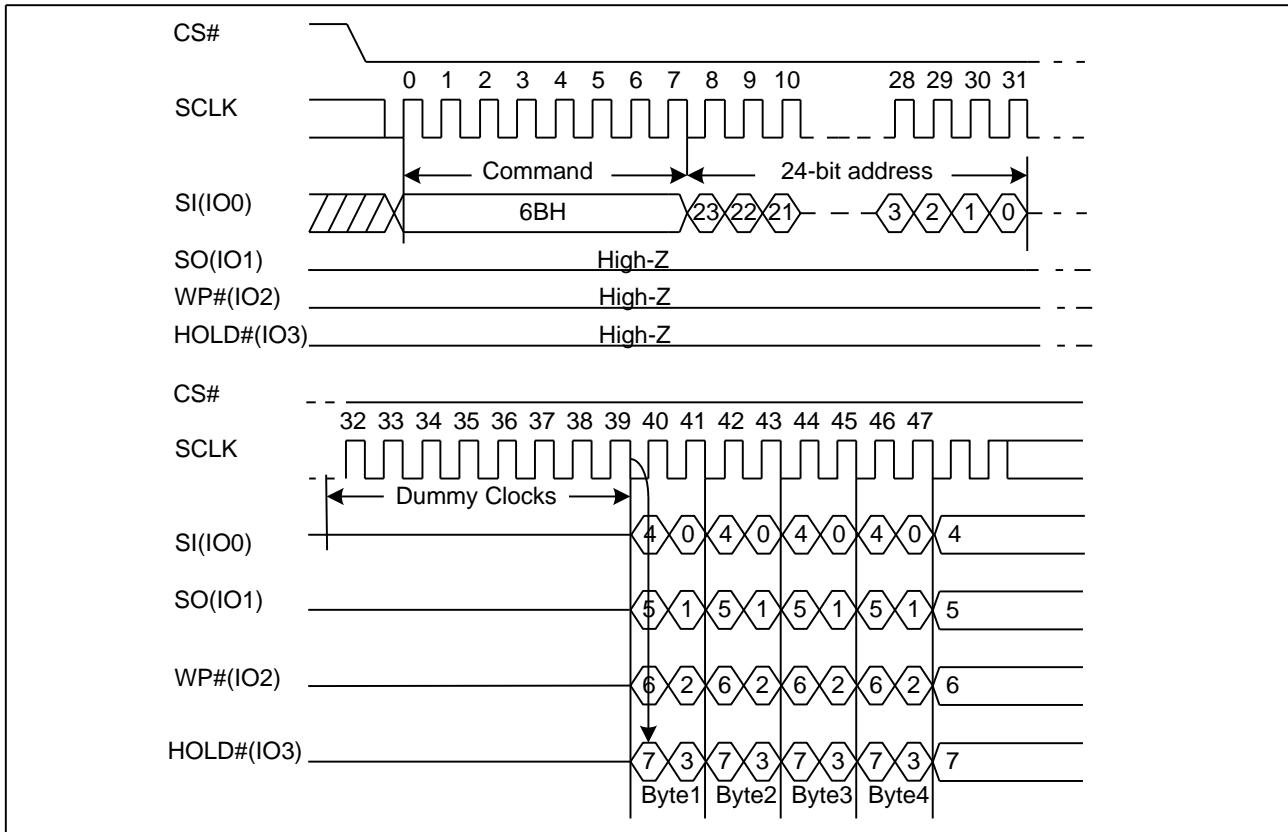 CS#
0 1 2 3 4 5 6 7 8 9 10 28 29 30 31
SCLK
Command 24-bit address
SI(IO0) 6BH 23 22 21 3 2 1 0
SO(IO1) High-Z
WP#(IO2) High-Z
HOLD#(IO3) High-Z
CS#
32 33 34 35 36 37 38 39 40 41 42 43 44 45 46 47
SCLK
Dummy Clocks
SI(IO0) 4 0 4 0 4 0 4 0 4
SO(IO1) 5 1 5 1 5 1 5 1 5
WP#(IO2) 6 2 6 2 6 2 6 2 6
HOLD#(IO3) 7 3 7 3 7 3 7 3 7
Byte1 Byte2 Byte3 Byte4